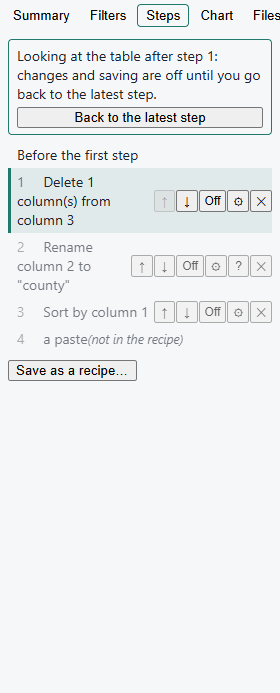 Summary Filters Steps Chart Files
Looking at the table after step 1:
changes and saving are off until you go
back to the latest step.
Back to the latest step
Before the first step
1 Delete 1
column(s) from
column 3
↑ ↓ Off ⚙ ×
2 Rename
column 2 to
"county"
↑ ↓ Off ⚙ ? ×
3 Sort by column 1 ↑ ↓ Off ⚙ ×
4 a paste(not in the recipe)
Save as a recipe...